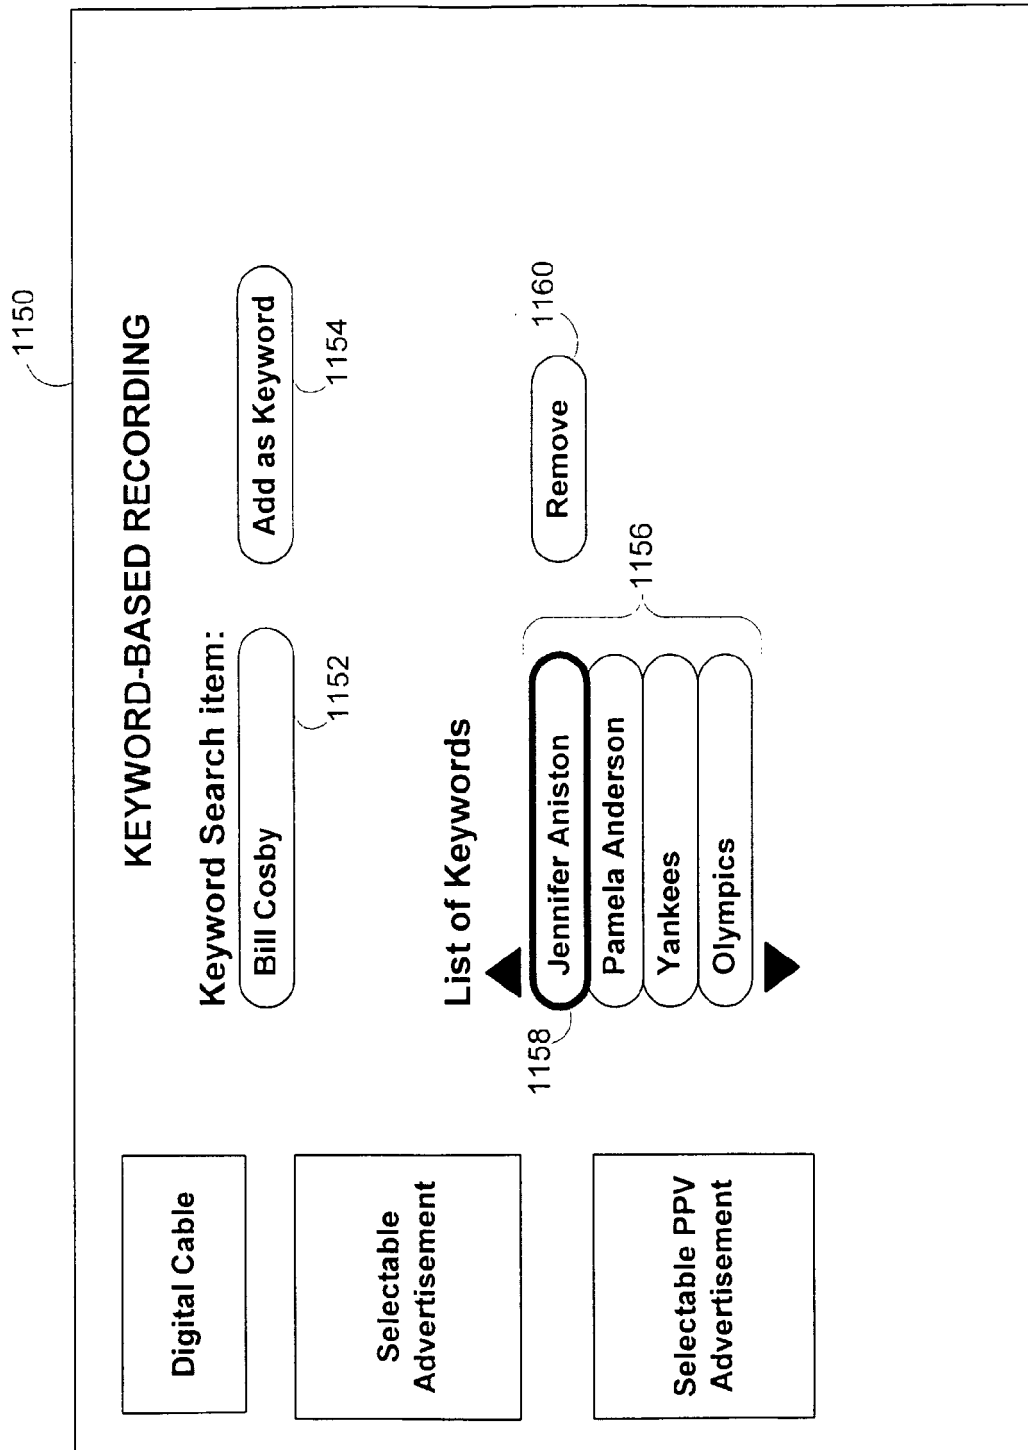 1150
KEYWORD-BASED RECORDING
Digital Cable
Keyword Search item:
Bill Cosby
Add as Keyword
1152
1154
Selectable
Advertisement
List of Keywords
1158
Jennifer Aniston
Remove
1160
Pamela Anderson
Yankees
1156
Olympics
Selectable PPV
Advertisement